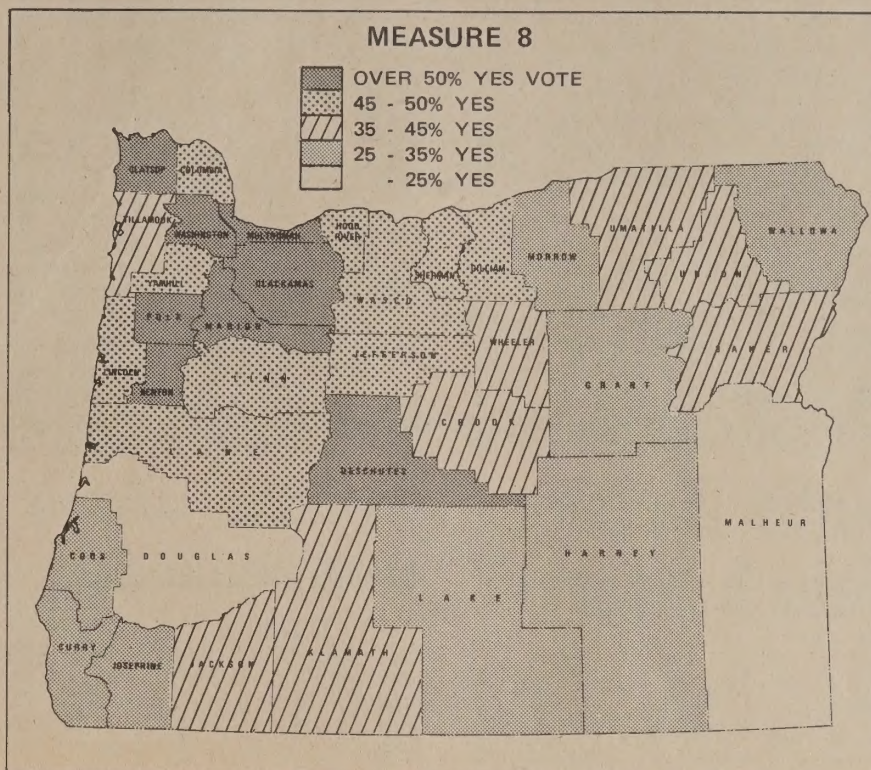 MEASURE 8
OVER 50% YES VOTE
45 - 50% YES
35 - 45% YES
25 - 35% YES
- 25% YES
CLATSOP
COLUMBIA
TILLAMOOK
WASHINGTON
MULTNOMAH
HOOD
RIVER
SHERMAN
GILLIAM
MORROW
UMATILLA
UNION
WALLOWA
YAMHILL
CLACKAMAS
WASCO
POLK
MARION
WHEELER
BAKER
LINCOLN
BENTON
LINN
JEFFERSON
GRANT
CROOK
LANE
DESCHUTES
MALHEUR
COOS
DOUGLAS
HARNEY
LAKE
CURRY
JOSEPHINE
JACKSON
KLAMATH